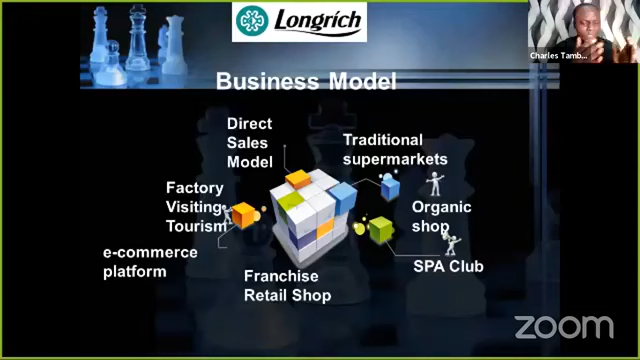 Longrich
Charles Tamb...
Business Model
Direct
Sales
Model
Traditional
supermarkets
Factory
Visiting
Tourism
Organic
shop
e-commerce
platform
SPA Club
Franchise
Retail Shop
zoom